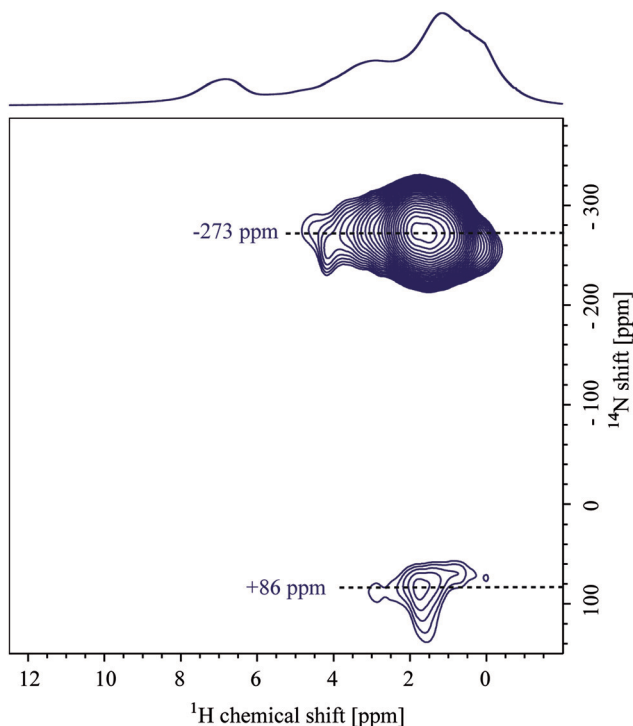 -273 ppm
+86 ppm
- 300
- 200
- 100
0
100
¹⁴N shift [ppm]
12 10 8 6 4 2 0
¹H chemical shift [ppm]